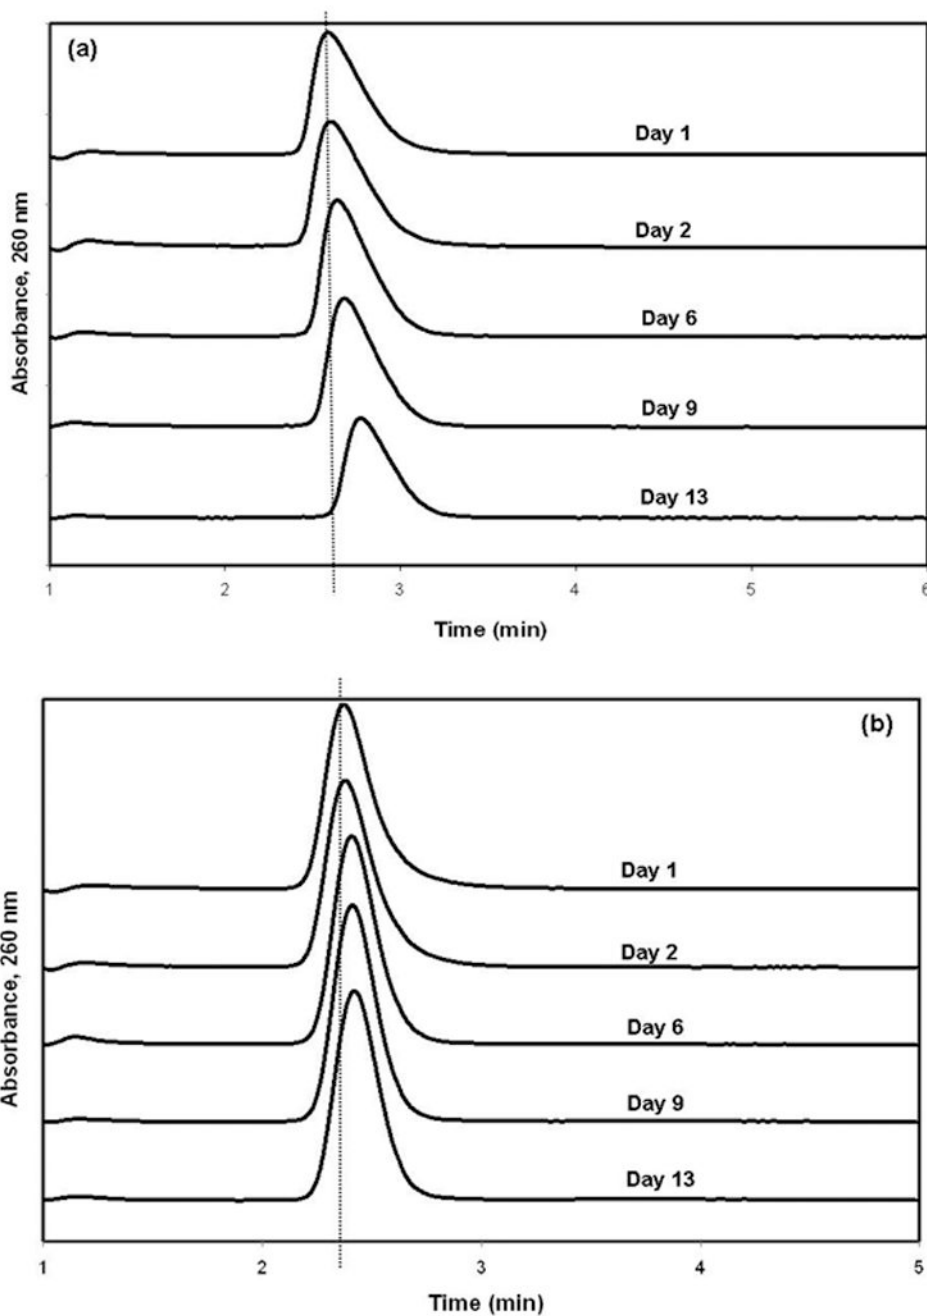 (a)
Day 1
Day 2
Day 6
Day 9
Day 13
Absorbance, 260 nm
1 2 3 4 5 6
Time (min)
(b)
Day 1
Day 2
Day 6
Day 9
Day 13
Absorbance, 260 nm
1 2 3 4 5
Time (min)